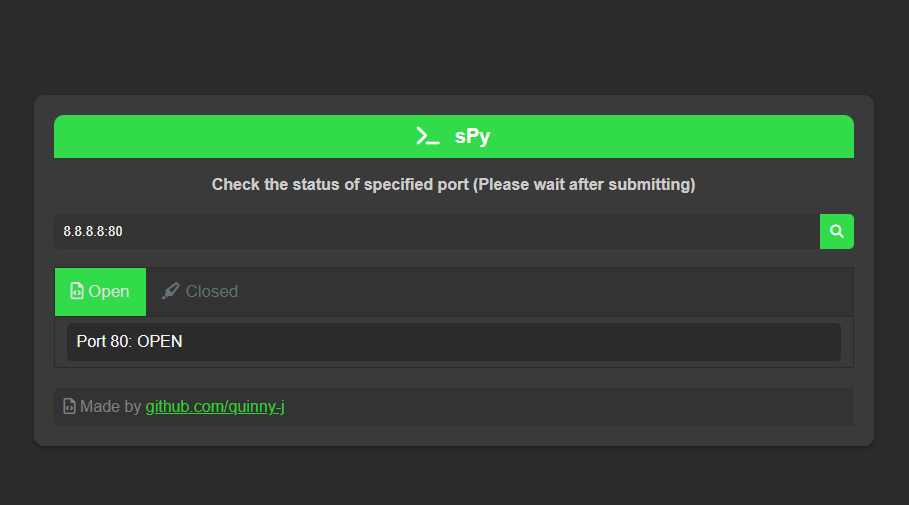 sPy
Check the status of specified port (Please wait after submitting)
8.8.8.8:80
Open Closed
Port 80: OPEN
Made by github.com/quinny-j